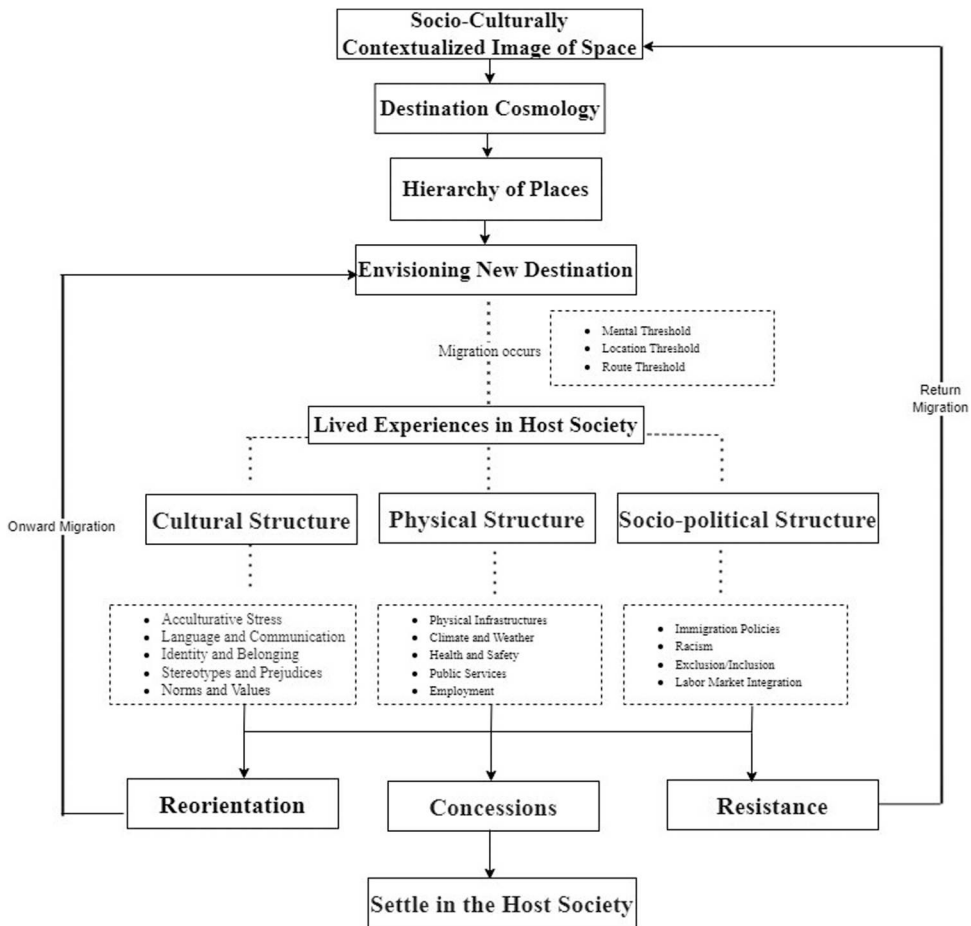 Socio-Culturally
Contextualized Image of Space
Destination Cosmology
Hierarchy of Places
Envisioning New Destination
Migration occurs
• Mental Threshold
• Location Threshold
• Route Threshold
Return
Migration
Lived Experiences in Host Society
Onward Migration
Cultural Structure
Physical Structure
Socio-political Structure
• Acculturative Stress
• Language and Communication
• Identity and Belonging
• Stereotypes and Prejudices
• Norms and Values
• Physical Infrastructures
• Climate and Weather
• Health and Safety
• Public Services
• Employment
• Immigration Policies
• Racism
• Exclusion/Inclusion
• Labor Market Integration
Reorientation
Concessions
Resistance
Settle in the Host Society